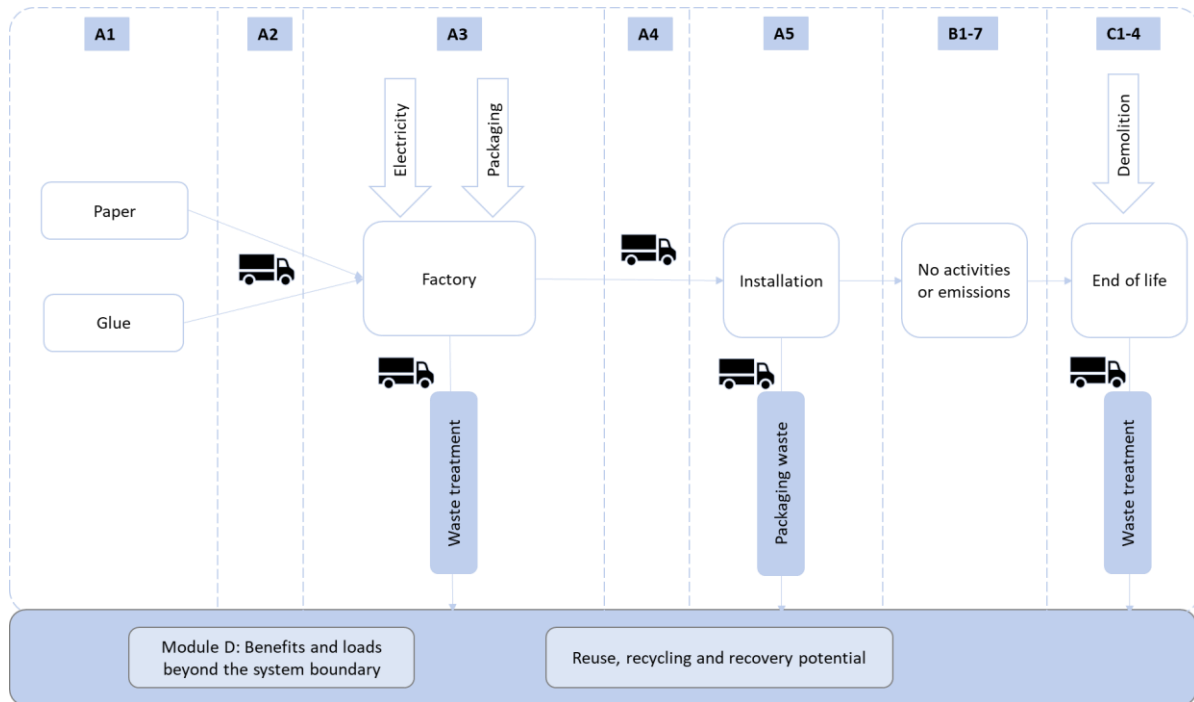 A1
A2
A3
A4
A5
B1-7
C1-4
Electricity
Packaging
Demolition
Paper
Glue
Factory
Installation
No activities
or emissions
End of life
Waste treatment
Packaging waste
Waste treatment
Module D: Benefits and loads
beyond the system boundary
Reuse, recycling and recovery potential